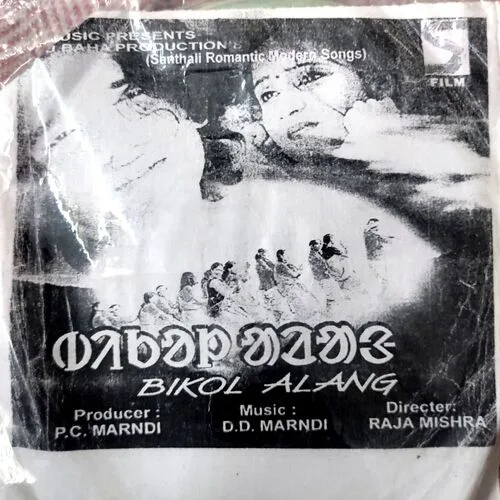 MUSIC PRESENTS
BAHA PRODUCTION
(Santhali Romantic Modern Songs)
S
FILM
ᱵᱤᱠᱚᱞ ᱟᱞᱟᱝ
BIKOL ALANG
Producer : Music : Directer:
P.C. MARNDI D.D. MARNDI RAJA MISHRA